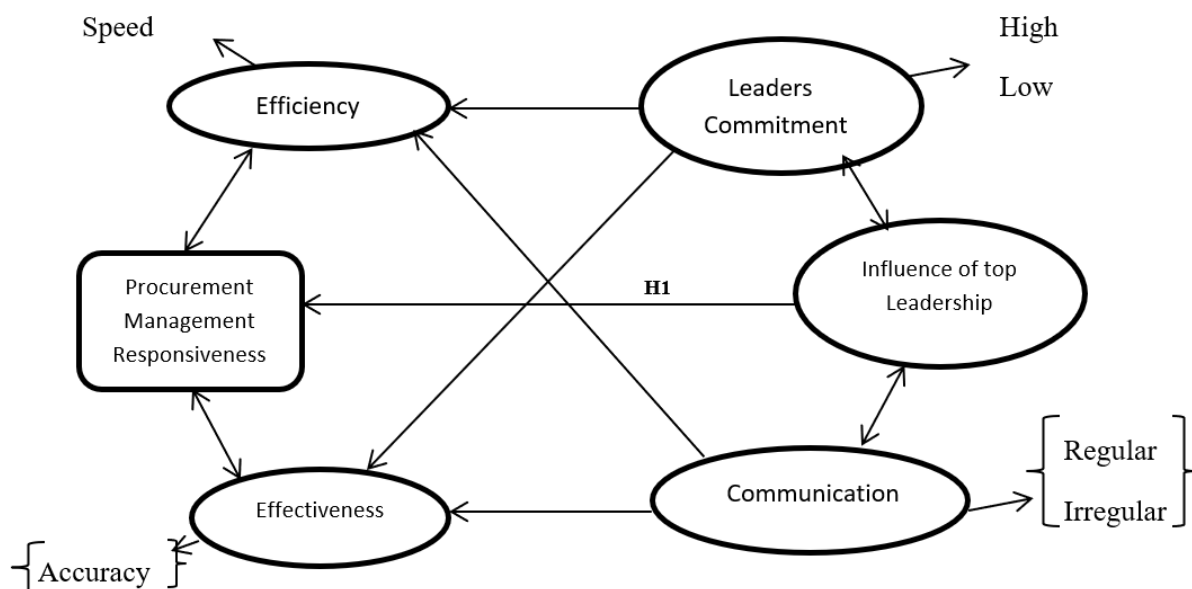 Speed
High
Low
Efficiency
Leaders
Commitment
Procurement
Management
Responsiveness
H1
Influence of top
Leadership
Effectiveness
Communication
Regular
Irregular
Accuracy